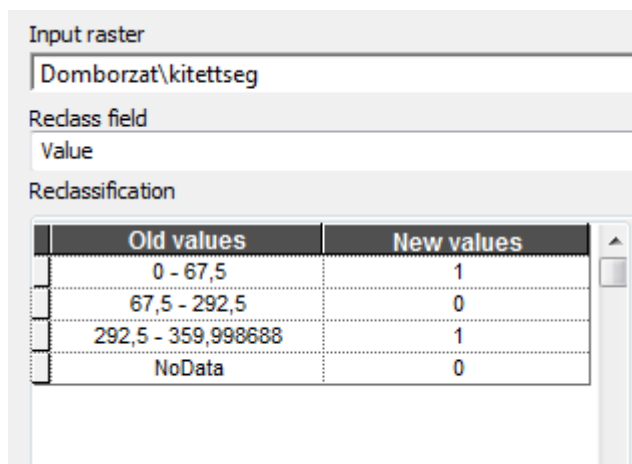 Input raster
Domborzat\kitettseg
Reclass field
Value
Reclassification
Old values New values
0 - 67,5 1
67,5 - 292,5 0
292,5 - 359,998688 1
NoData 0